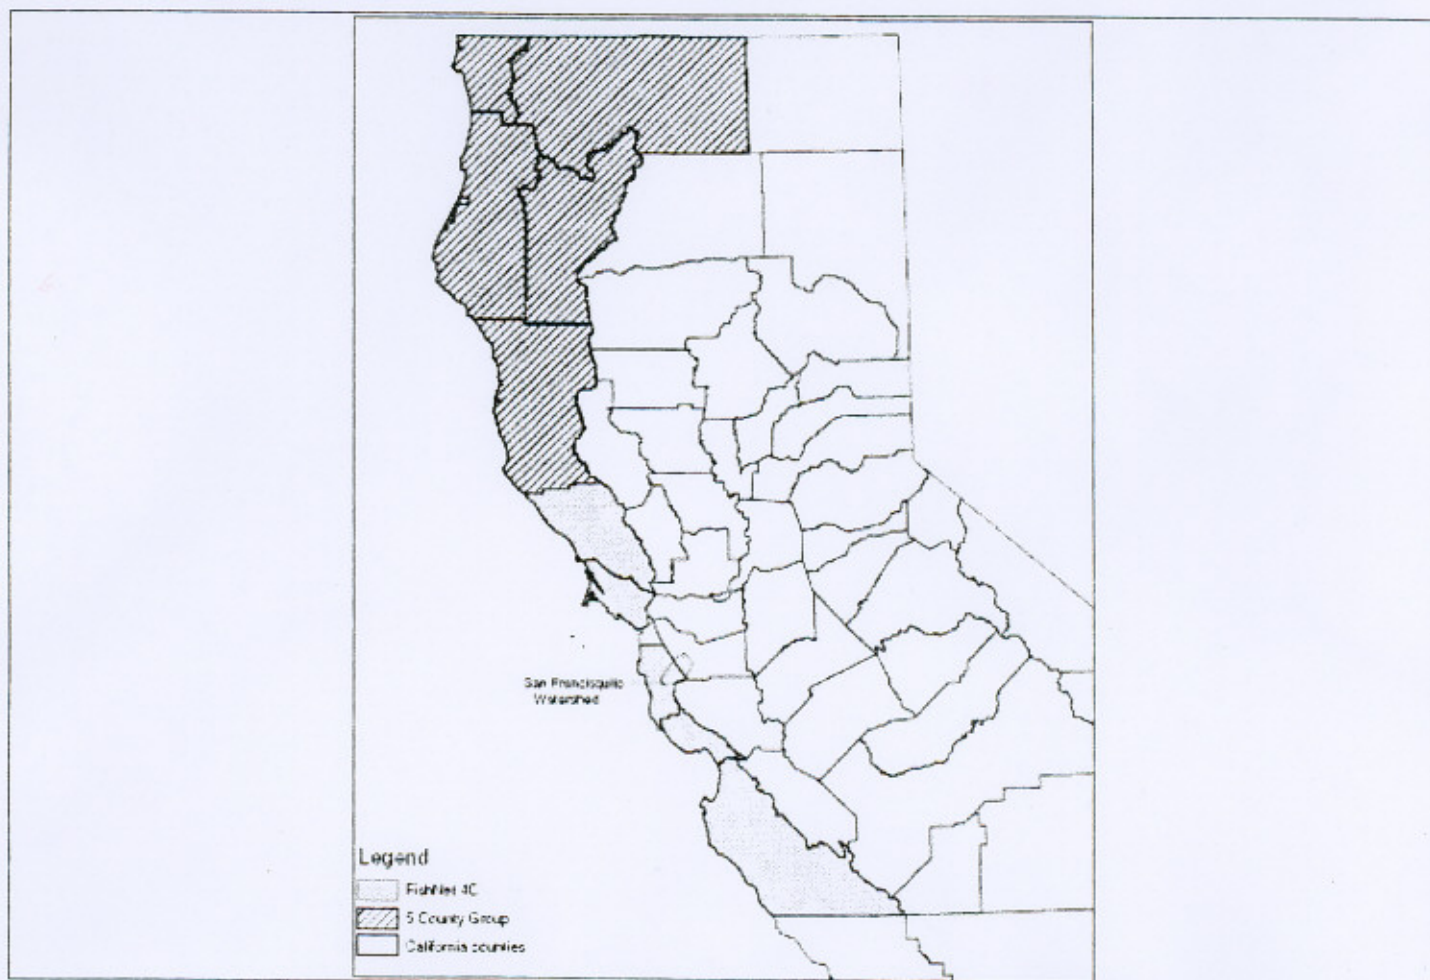 San Francisquito
Watershed
Legend
FishNet 4C
5 County Group
California counties